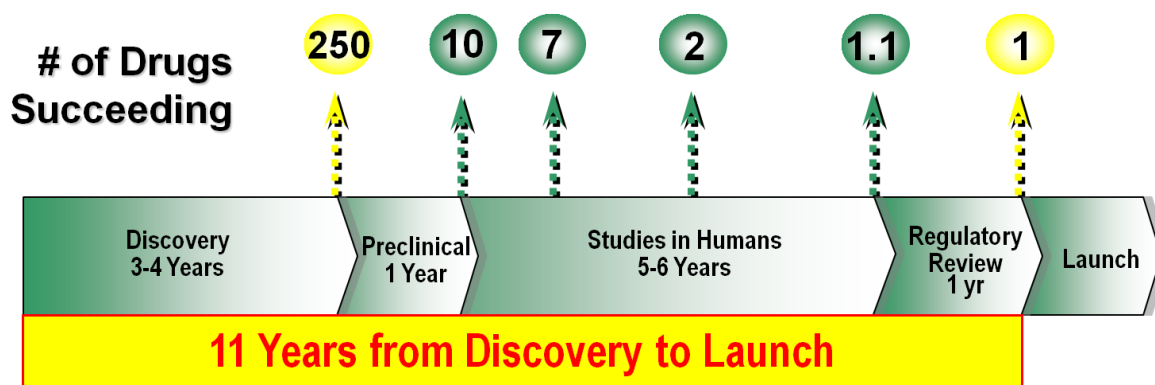 # of Drugs
Succeeding
250
10
7
2
1.1
1
Discovery
3-4 Years
Preclinical
1 Year
Studies in Humans
5-6 Years
Regulatory
Review
1 yr
Launch
11 Years from Discovery to Launch